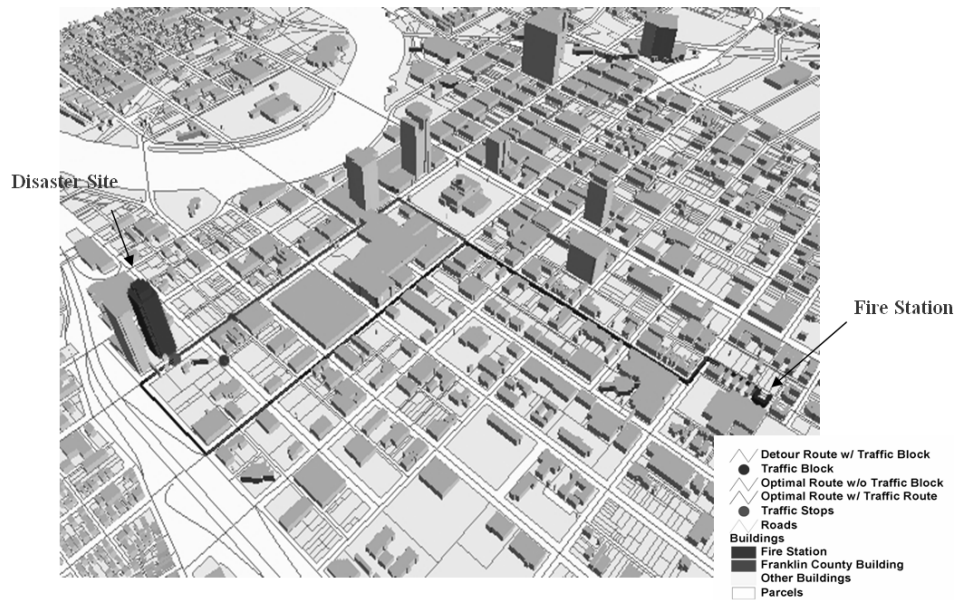 Disaster Site
Fire Station
Detour Route w/ Traffic Block
Traffic Block
Optimal Route w/o Traffic Block
Optimal Route w/ Traffic Route
Traffic Stops
Roads
Buildings
Fire Station
Franklin County Building
Other Buildings
Parcels